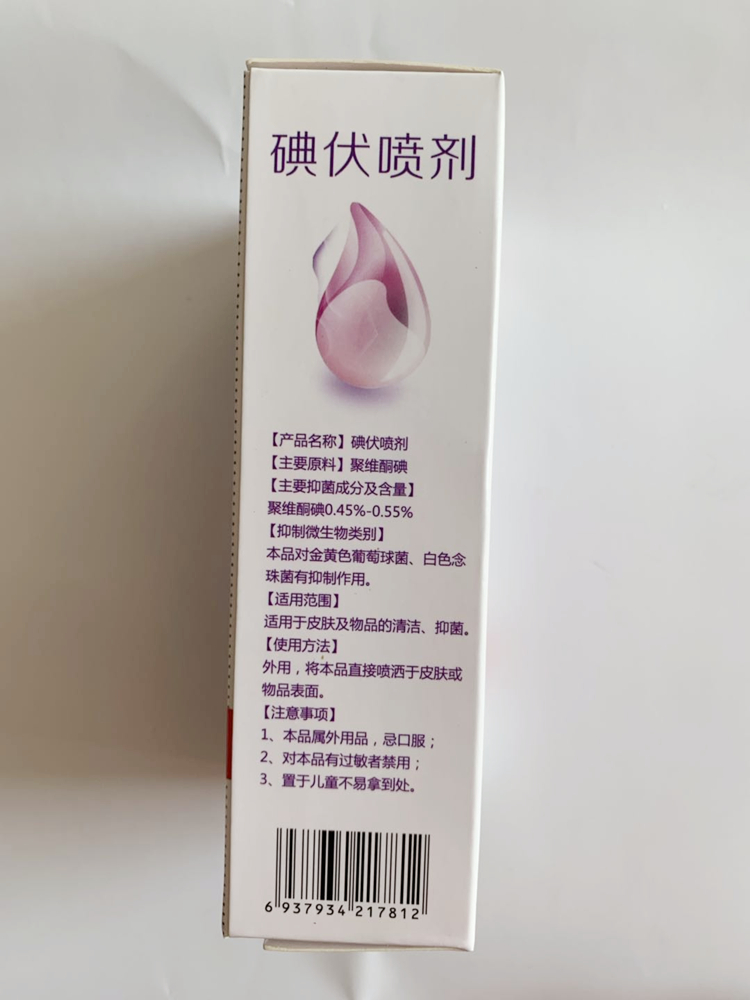 碘伏喷剂
【产品名称】碘伏喷剂
【主要原料】聚维酮碘
【主要抑菌成分及含量】
聚维酮碘0.45%-0.55%
【抑制微生物类别】
本品对金黄色葡萄球菌、白色念
珠菌有抑制作用。
【适用范围】
适用于皮肤及物品的清洁、抑菌。
【使用方法】
外用，将本品直接喷洒于皮肤或
物品表面。
【注意事项】
1、本品属外用品，忌口服；
2、对本品有过敏者禁用；
3、置于儿童不易拿到处。
6 937934 217812